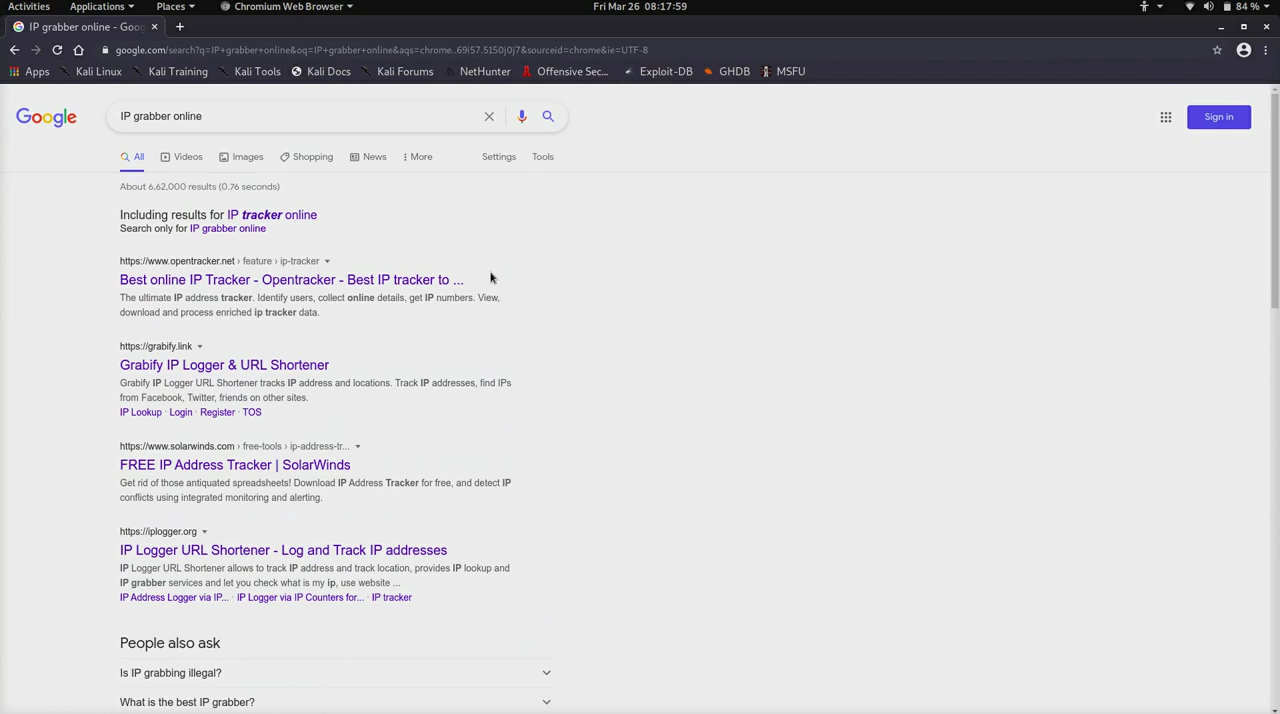 Activities Applications Places Chromium Web Browser Fri Mar 26 08:17:59 84 %
IP grabber online - Goog
google.com/search?q=IP+grabber+online&oq=IP+grabber+online&aqs=chrome..69i57.5150j0j7&sourceid=chrome&ie=UTF-8
Apps Kali Linux Kali Training Kali Tools Kali Docs Kali Forums NetHunter Offensive Sec... Exploit-DB GHDB MSFU
Google
IP grabber online
Sign in
All Videos Images Shopping News More Settings Tools
About 6,62,000 results (0.76 seconds)
Including results for IP tracker online
Search only for IP grabber online
https://www.opentracker.net › feature › ip-tracker
Best online IP Tracker - Opentracker - Best IP tracker to ...
The ultimate IP address tracker. Identify users, collect online details, get IP numbers. View,
download and process enriched ip tracker data.
https://grabify.link
Grabify IP Logger & URL Shortener
Grabify IP Logger URL Shortener tracks IP address and locations. Track IP addresses, find IPs
from Facebook, Twitter, friends on other sites.
IP Lookup · Login · Register · TOS
https://www.solarwinds.com › free-tools › ip-address-tr...
FREE IP Address Tracker | SolarWinds
Get rid of those antiquated spreadsheets! Download IP Address Tracker for free, and detect IP
conflicts using integrated monitoring and alerting.
https://iplogger.org
IP Logger URL Shortener - Log and Track IP addresses
IP Logger URL Shortener allows to track IP address and track location, provides IP lookup and
IP grabber services and let you check what is my ip, use website ...
IP Address Logger via IP... · IP Logger via IP Counters for... · IP tracker
People also ask
Is IP grabbing illegal?
What is the best IP grabber?